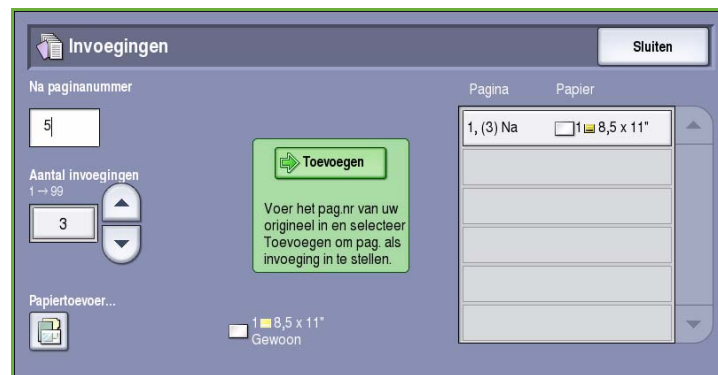 Invoegingen
Sluiten
Na paginanummer
5
Aantal invoegingen
1 → 99
3
Papiertoevoer...
Toevoegen
Voer het pag.nr van uw
origineel in en selecteer
Toevoegen om pag. als
invoeging in te stellen.
1 8,5 x 11"
Gewoon
Pagina Papier
1, (3) Na 1 8,5 x 11"